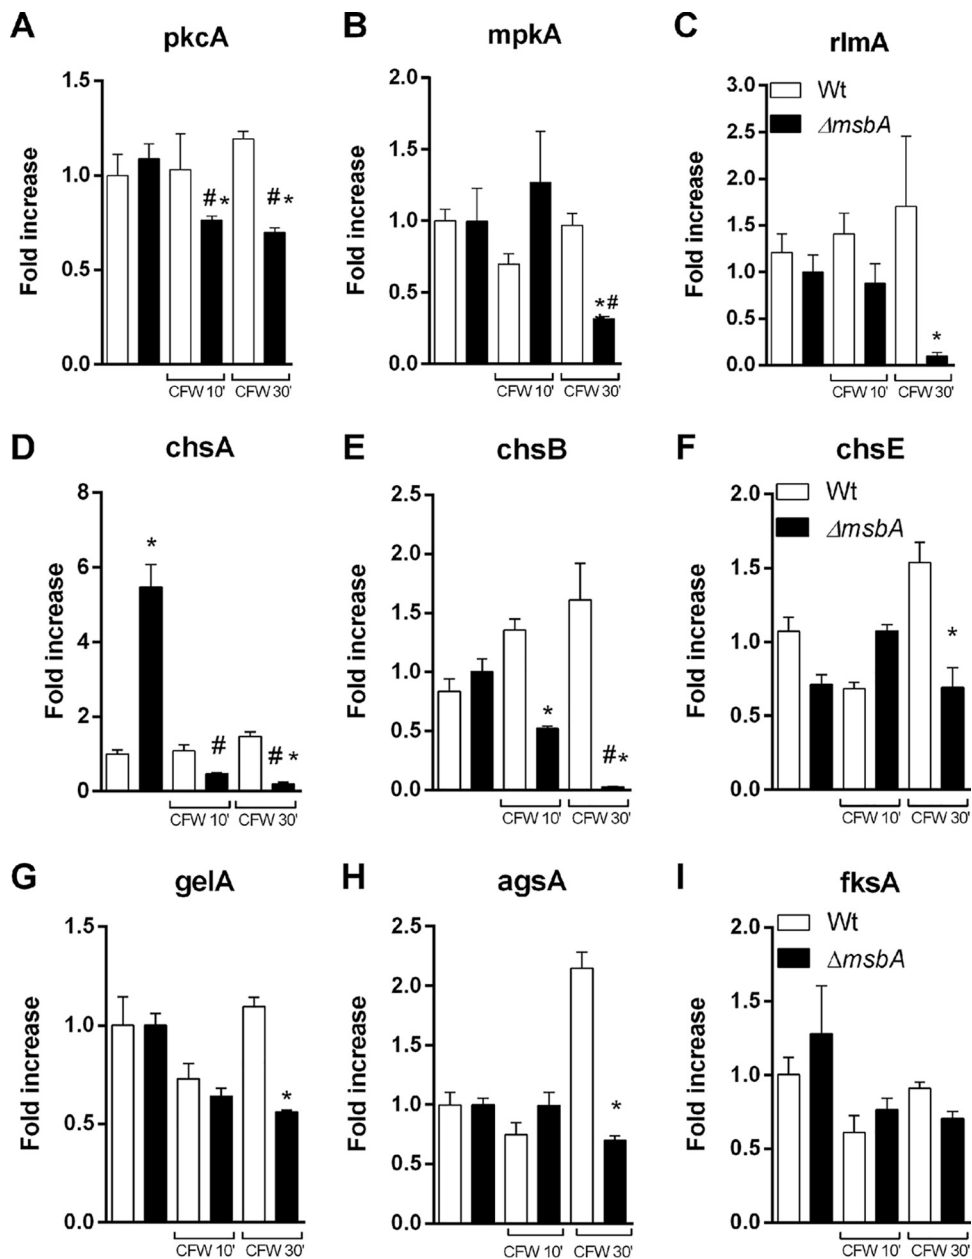 A
pkcA
Fold increase
1.5
1.0
0.5
0.0
# *
# *
CFW 10'
CFW 30'
B
mpkA
Fold increase
2.0
1.5
1.0
0.5
0.0
*#
*
CFW 10'
CFW 30'
C
rlmA
Fold increase
3.0
2.5
2.0
1.5
1.0
0.5
0.0
Wt
ΔmsbA
*
CFW 10'
CFW 30'
D
chsA
Fold increase
8
6
4
2
0
*
#
# *
CFW 10'
CFW 30'
E
chsB
Fold increase
2.5
2.0
1.5
1.0
0.5
0.0
*
#*
CFW 10'
CFW 30'
F
chsE
Fold increase
2.0
1.5
1.0
0.5
0.0
Wt
ΔmsbA
*
CFW 10'
CFW 30'
G
gelA
Fold increase
1.5
1.0
0.5
0.0
*
CFW 10'
CFW 30'
H
agsA
Fold increase
2.5
2.0
1.5
1.0
0.5
0.0
*
CFW 10'
CFW 30'
I
fksA
Fold increase
2.0
1.5
1.0
0.5
0.0
Wt
ΔmsbA
CFW 10'
CFW 30'